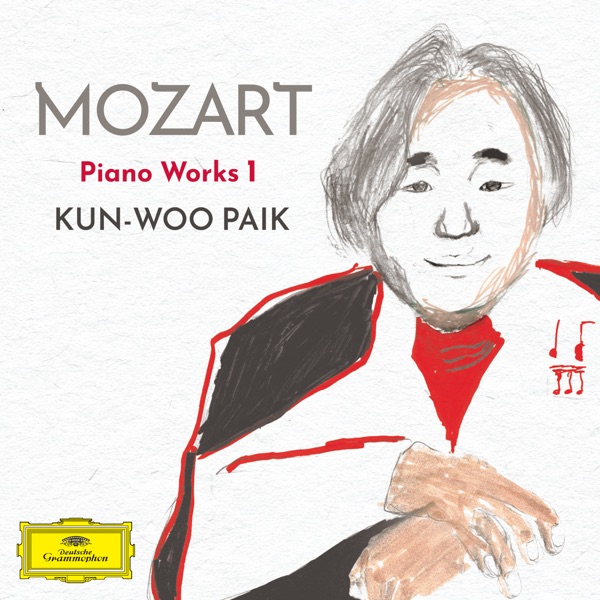 MOZART
Piano Works 1
KUN-WOO PAIK
Deutsche
Grammophon